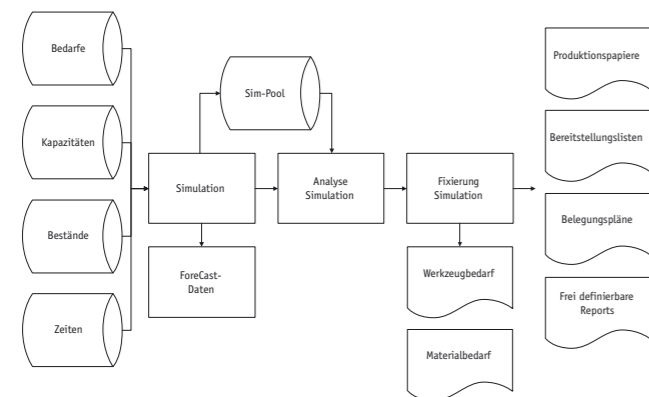 Bedarfe
Kapazitäten
Bestände
Zeiten
Sim-Pool
Simulation
ForeCast-
Daten
Analyse
Simulation
Fixierung
Simulation
Werkzeugbedarf
Materialbedarf
Produktionspapiere
Bereitstellungslisten
Belegungspläne
Frei definierbare
Reports